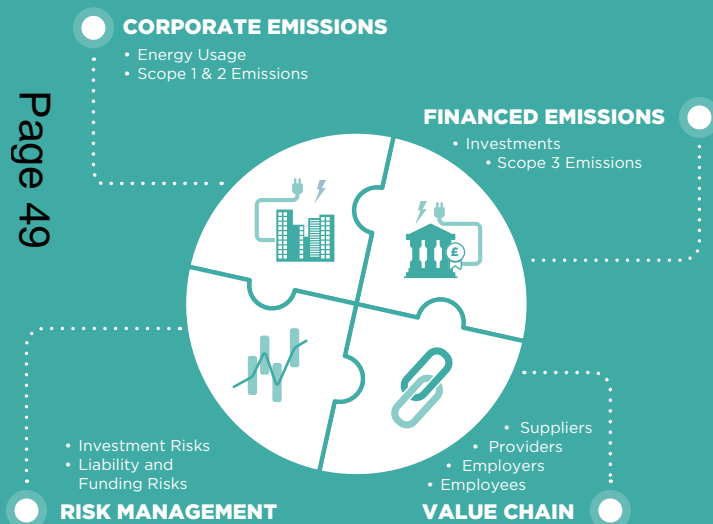 CORPORATE EMISSIONS
• Energy Usage
• Scope 1 & 2 Emissions
Page 49
FINANCED EMISSIONS
• Investments
• Scope 3 Emissions
£
• Investment Risks
• Liability and
Funding Risks
RISK MANAGEMENT
• Suppliers
• Providers
• Employers
• Employees
VALUE CHAIN